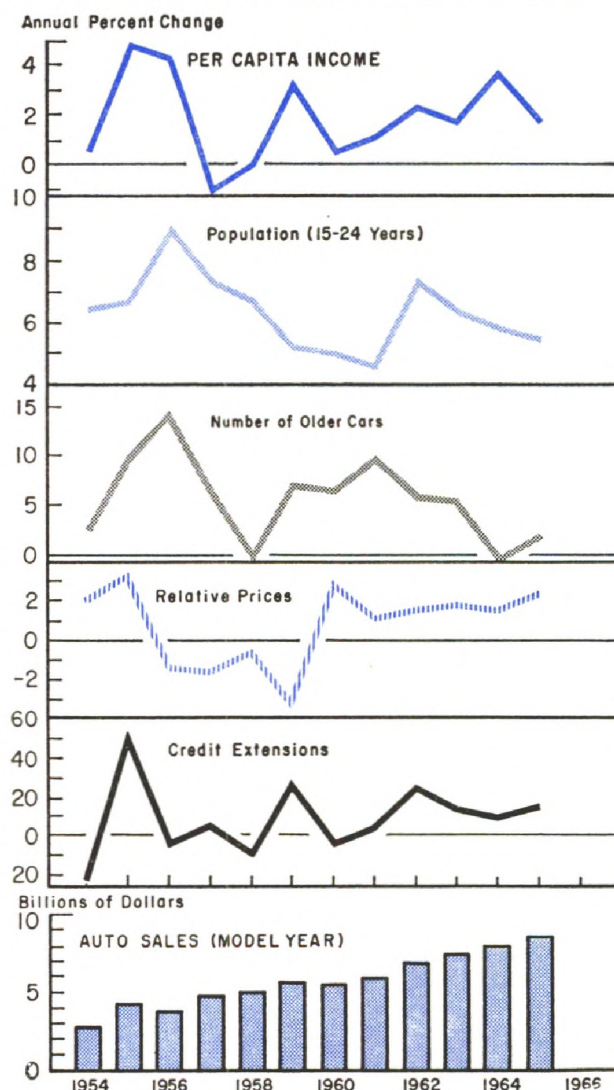 Annual Percent Change
PER CAPITA INCOME
4
2
0
10
Population (15-24 Years)
8
6
4
15
Number of Older Cars
10
5
0
Relative Prices
2
0
-2
60
Credit Extensions
40
20
0
20
Billions of Dollars
10
AUTO SALES (MODEL YEAR)
5
0
1954 1956 1958 1960 1962 1964 1966